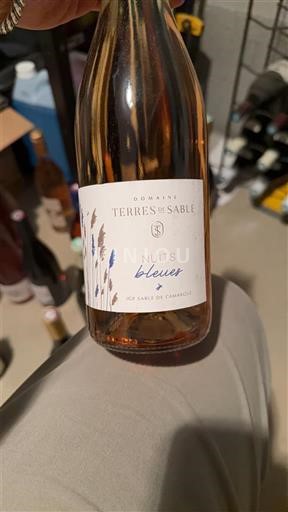 DOMAINE
TERRES DE SABLE
NUITS
bleues
IGP SABLE DE CAMARGUE